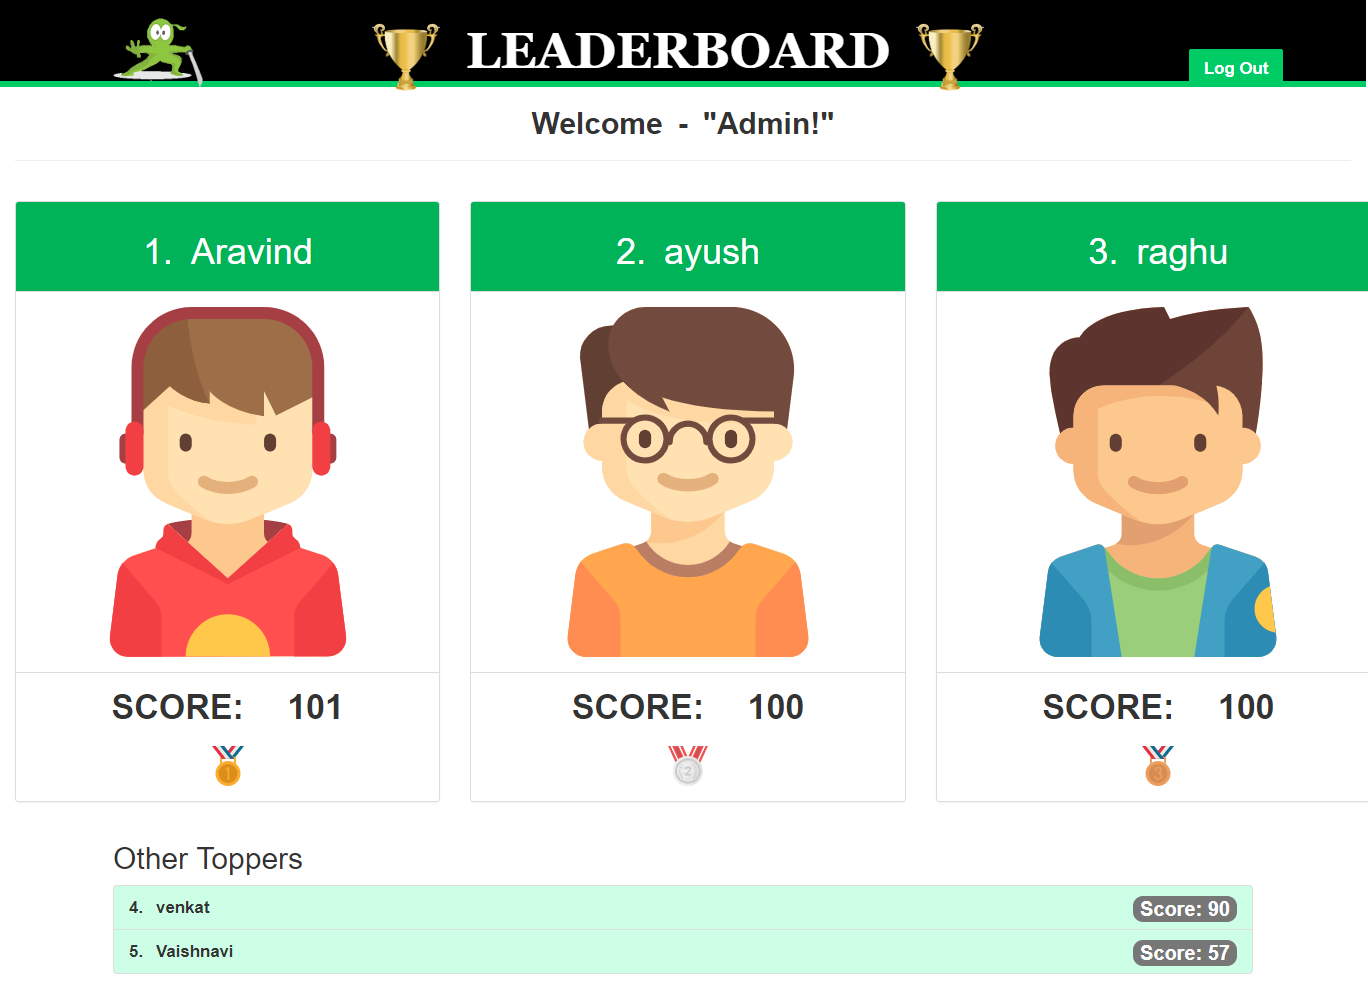 LEADERBOARD
Log Out
Welcome - "Admin!"
1. Aravind
2. ayush
3. raghu
SCORE: 101
SCORE: 100
SCORE: 100
1
2
3
Other Toppers
4. venkat Score: 90
5. Vaishnavi Score: 57